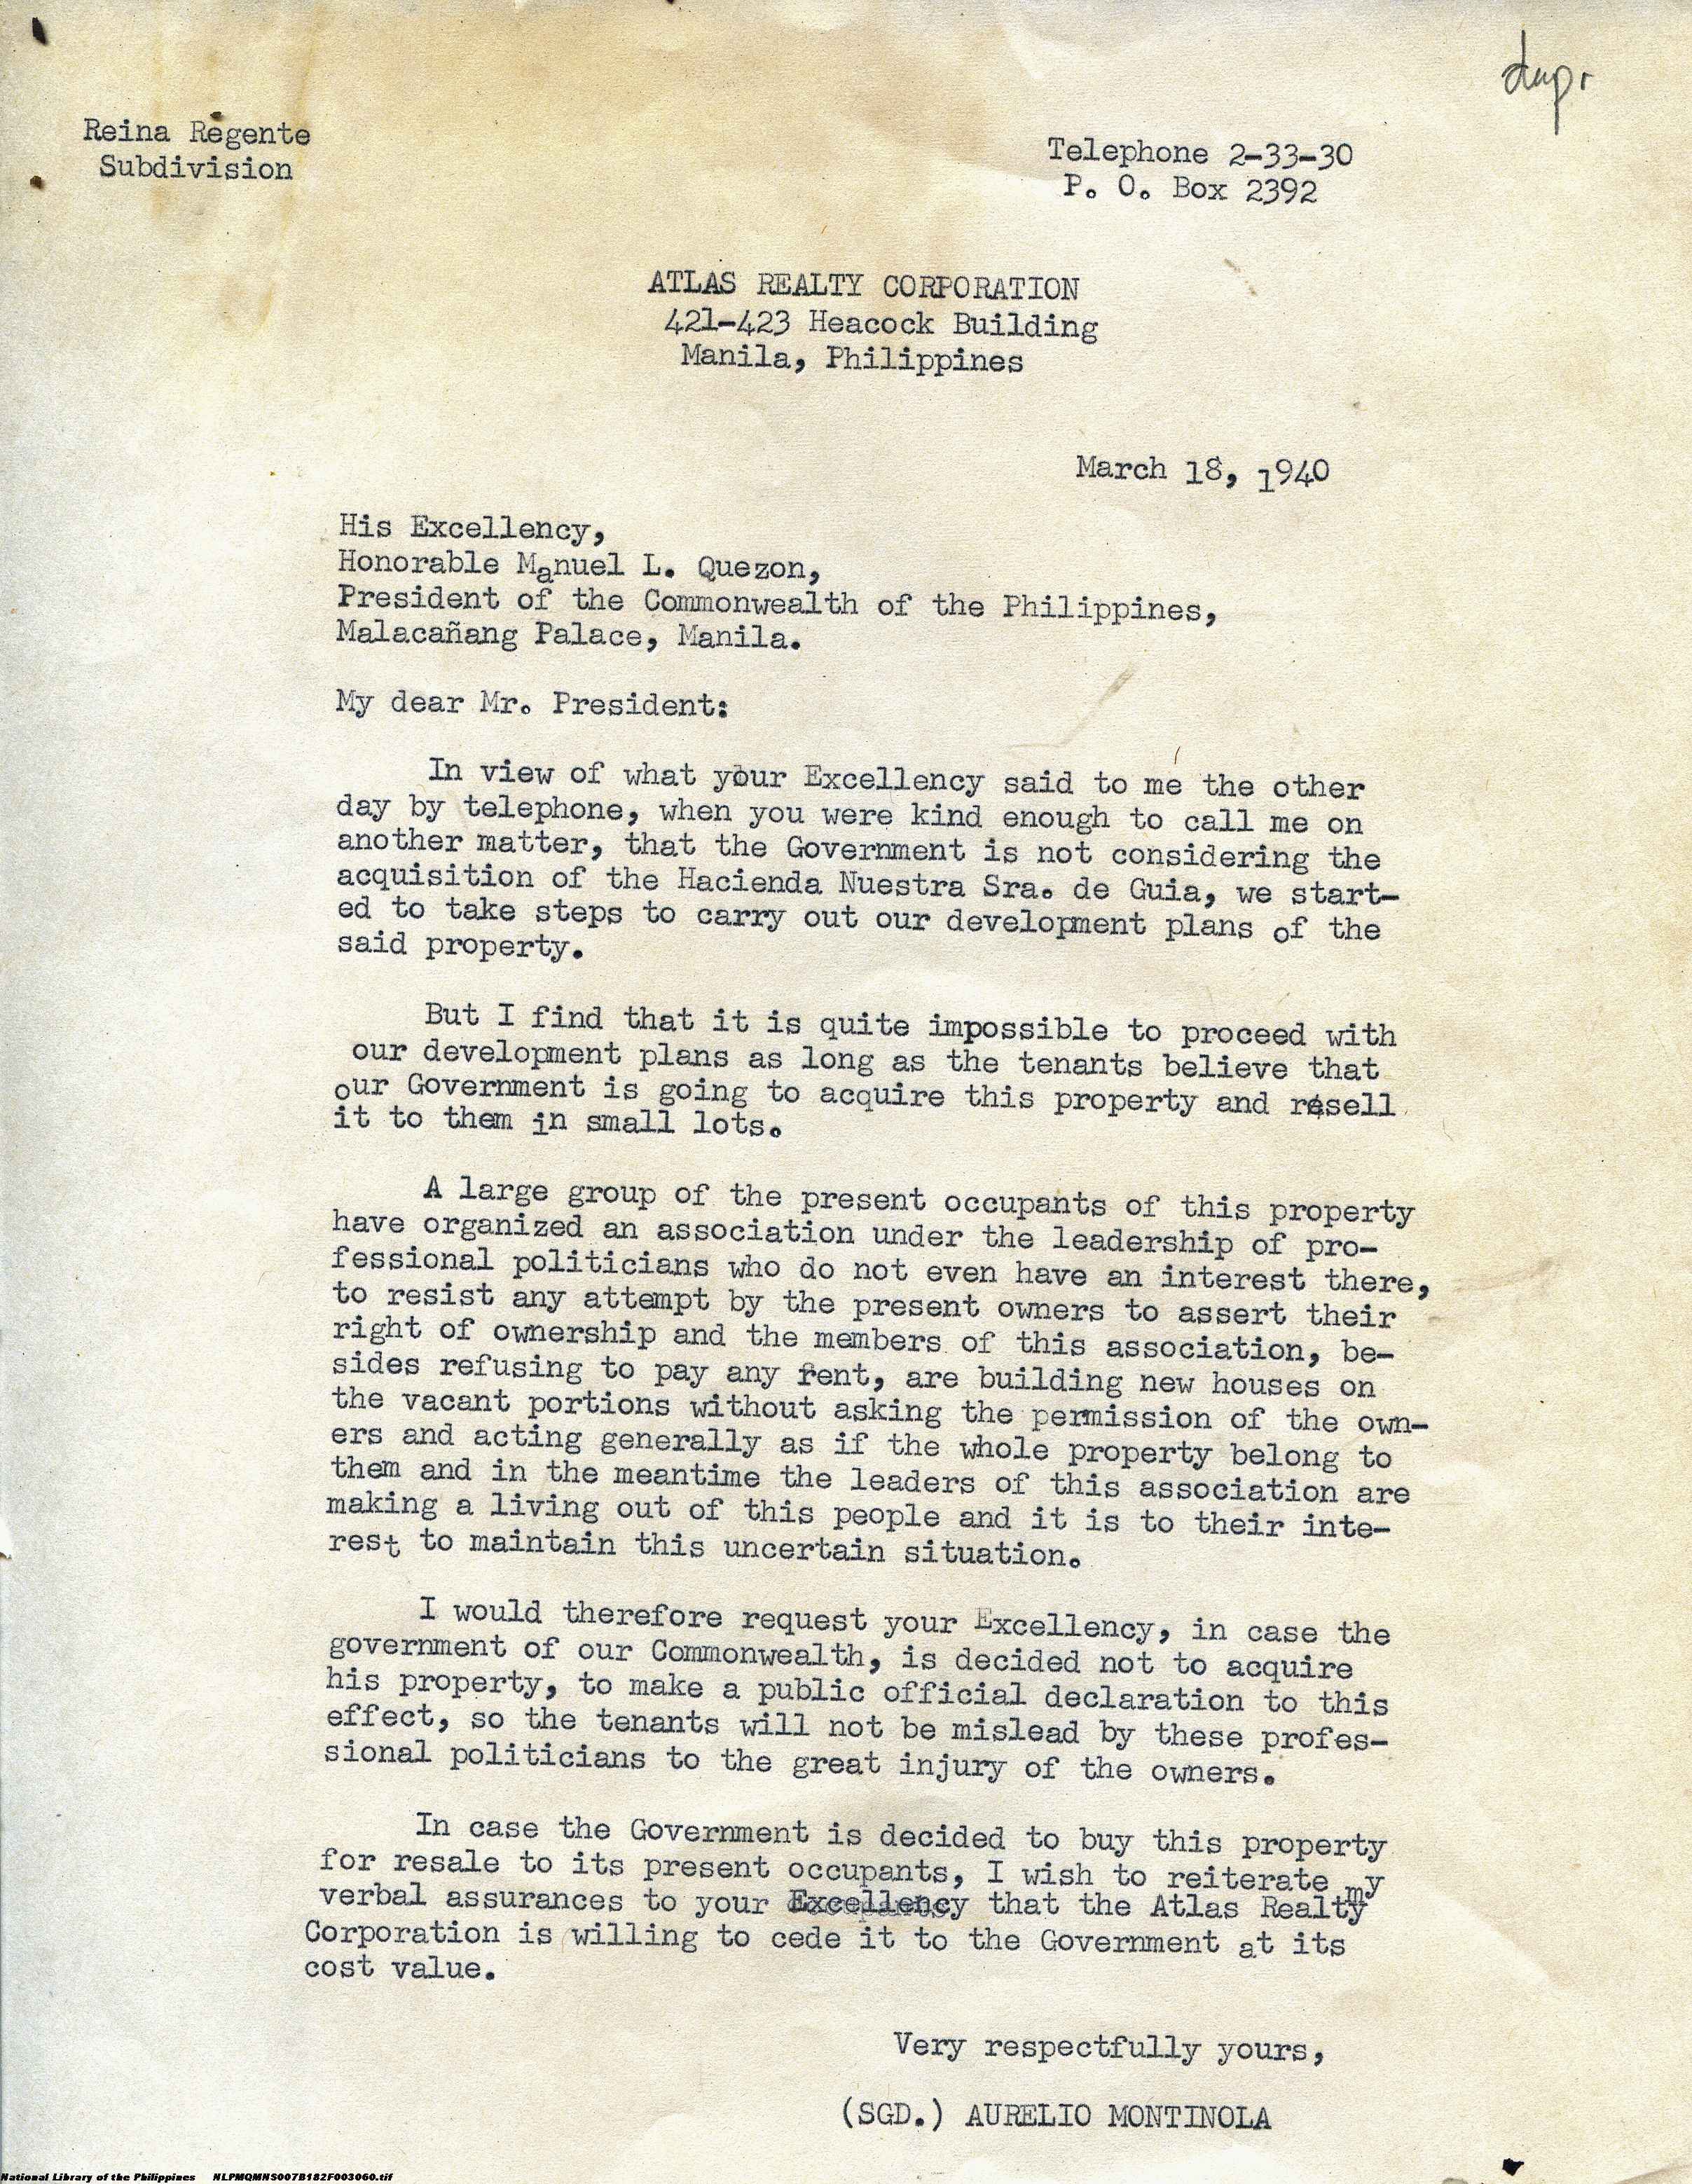 dup.
Reina Regente
Subdivision
Telephone 2-33-30
P. O. Box 2392
ATLAS REALTY CORPORATION
421-423 Heacock Building
Manila, Philippines
March 18, 1940
His Excellency,
Honorable Manuel L. Quezon,
President of the Commonwealth of the Philippines,
Malacañang Palace, Manila.
My dear Mr. President:
In view of what your Excellency said to me the other
day by telephone, when you were kind enough to call me on
another matter, that the Government is not considering the
acquisition of the Hacienda Nuestra Sra. de Guia, we start-
ed to take steps to carry out our development plans of the
said property.
But I find that it is quite impossible to proceed with
our development plans as long as the tenants believe that
our Government is going to acquire this property and resell
it to them in small lots.
A large group of the present occupants of this property
have organized an association under the leadership of pro-
fessional politicians who do not even have an interest there,
to resist any attempt by the present owners to assert their
right of ownership and the members of this association, be-
sides refusing to pay any rent, are building new houses on
the vacant portions without asking the permission of the own-
ers and acting generally as if the whole property belong to
them and in the meantime the leaders of this association are
making a living out of this people and it is to their inte-
rest to maintain this uncertain situation.
I would therefore request your Excellency, in case the
government of our Commonwealth, is decided not to acquire
his property, to make a public official declaration to this
effect, so the tenants will not be mislead by these profes-
sional politicians to the great injury of the owners.
In case the Government is decided to buy this property
for resale to its present occupants, I wish to reiterate my
verbal assurances to your Excellency that the Atlas Realty
Corporation is willing to cede it to the Government at its
cost value.
Very respectfully yours,
(SGD.) AURELIO MONTINOLA
National Library of the Philippines NLPMQMNS007B182F003060.tif